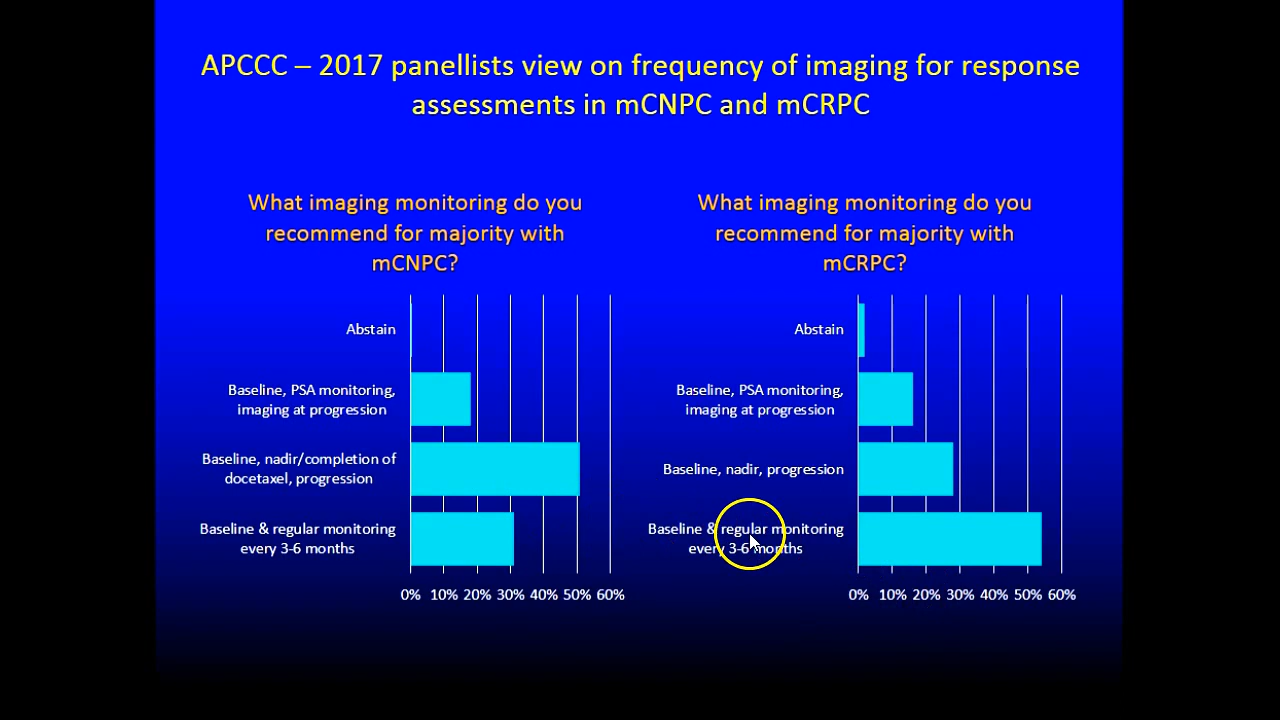 APCCC – 2017 panellists view on frequency of imaging for response
assessments in mCNPC and mCRPC
What imaging monitoring do you
recommend for majority with
mCNPC?
Abstain
Baseline, PSA monitoring,
imaging at progression
Baseline, nadir/completion of
docetaxel, progression
Baseline & regular monitoring
every 3-6 months
0% 10% 20% 30% 40% 50% 60%
What imaging monitoring do you
recommend for majority with
mCRPC?
Abstain
Baseline, PSA monitoring,
imaging at progression
Baseline, nadir, progression
Baseline & regular monitoring
every 3-6 months
0% 10% 20% 30% 40% 50% 60%